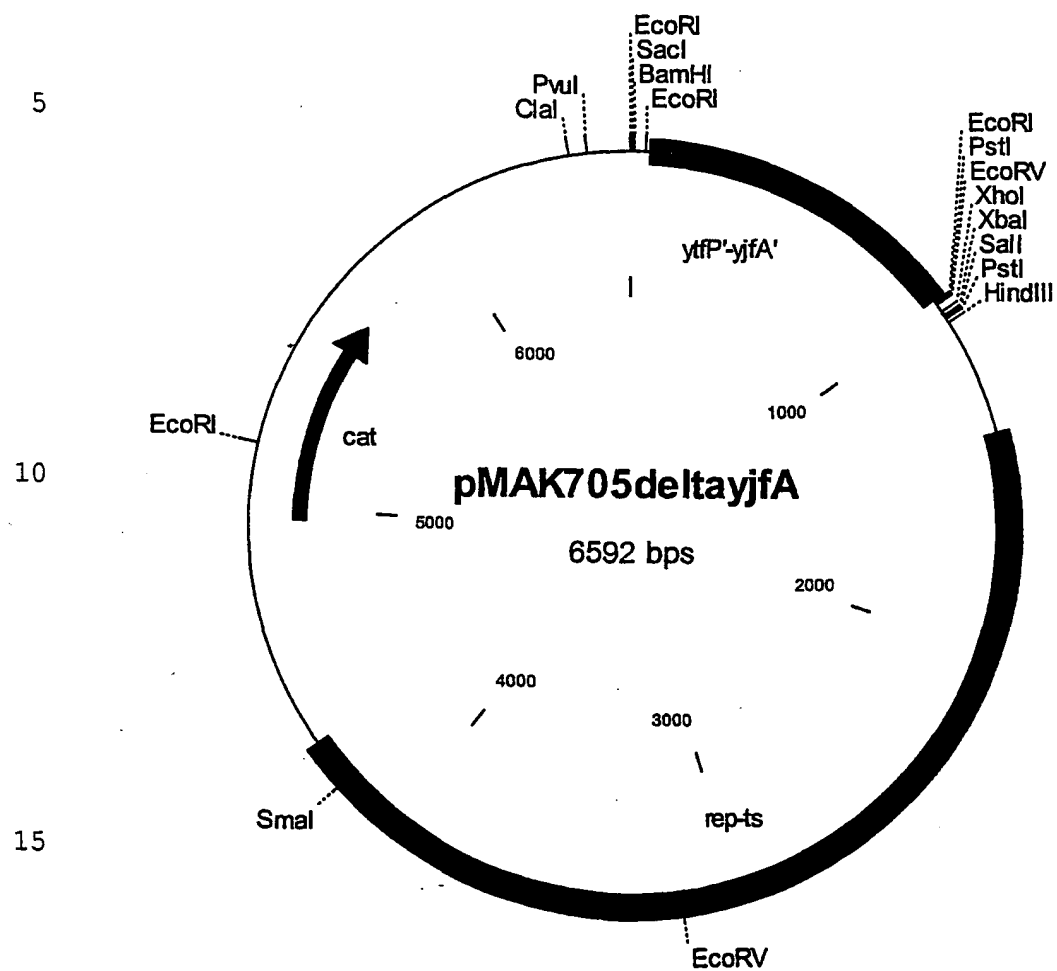 EcoRI
SacI
BamHI
EcoRI
PvuI
ClaI
5
EcoRI
PstI
EcoRV
XhoI
XbaI
SalI
PstI
HindIII
ytfP'-yjfA'
6000
1000
EcoRI
cat
10
pMAK705deltayjfA
5000
6592 bps
2000
4000
3000
SmaI
rep-ts
15
EcoRV